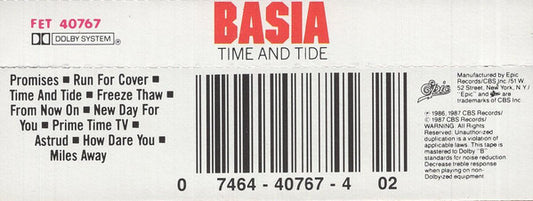 FET 40767
DOLBY SYSTEM
BASIA
TIME AND TIDE
Promises ■ Run For Cover ■
Time And Tide ■ Freeze Thaw ■
From Now On ■ New Day For
You ■ Prime Time TV ■
Astrud ■ How Dare You ■
Miles Away
0 7464-40767-4 02
Epic
Manufactured by Epic
Records/CBS Inc./51 W.
52 Street, New York, N.Y./
"Epic" and are
trademarks of CBS Inc.
℗ 1986, 1987 CBS Records/
© 1987 CBS Records/
WARNING: All Rights
Reserved. Unauthorized
duplication is a violation of
applicable laws. This tape is
mastered to Dolby "B"
standards for noise reduction.
Decrease treble response
when playing on non-
Dolbyized equipment.